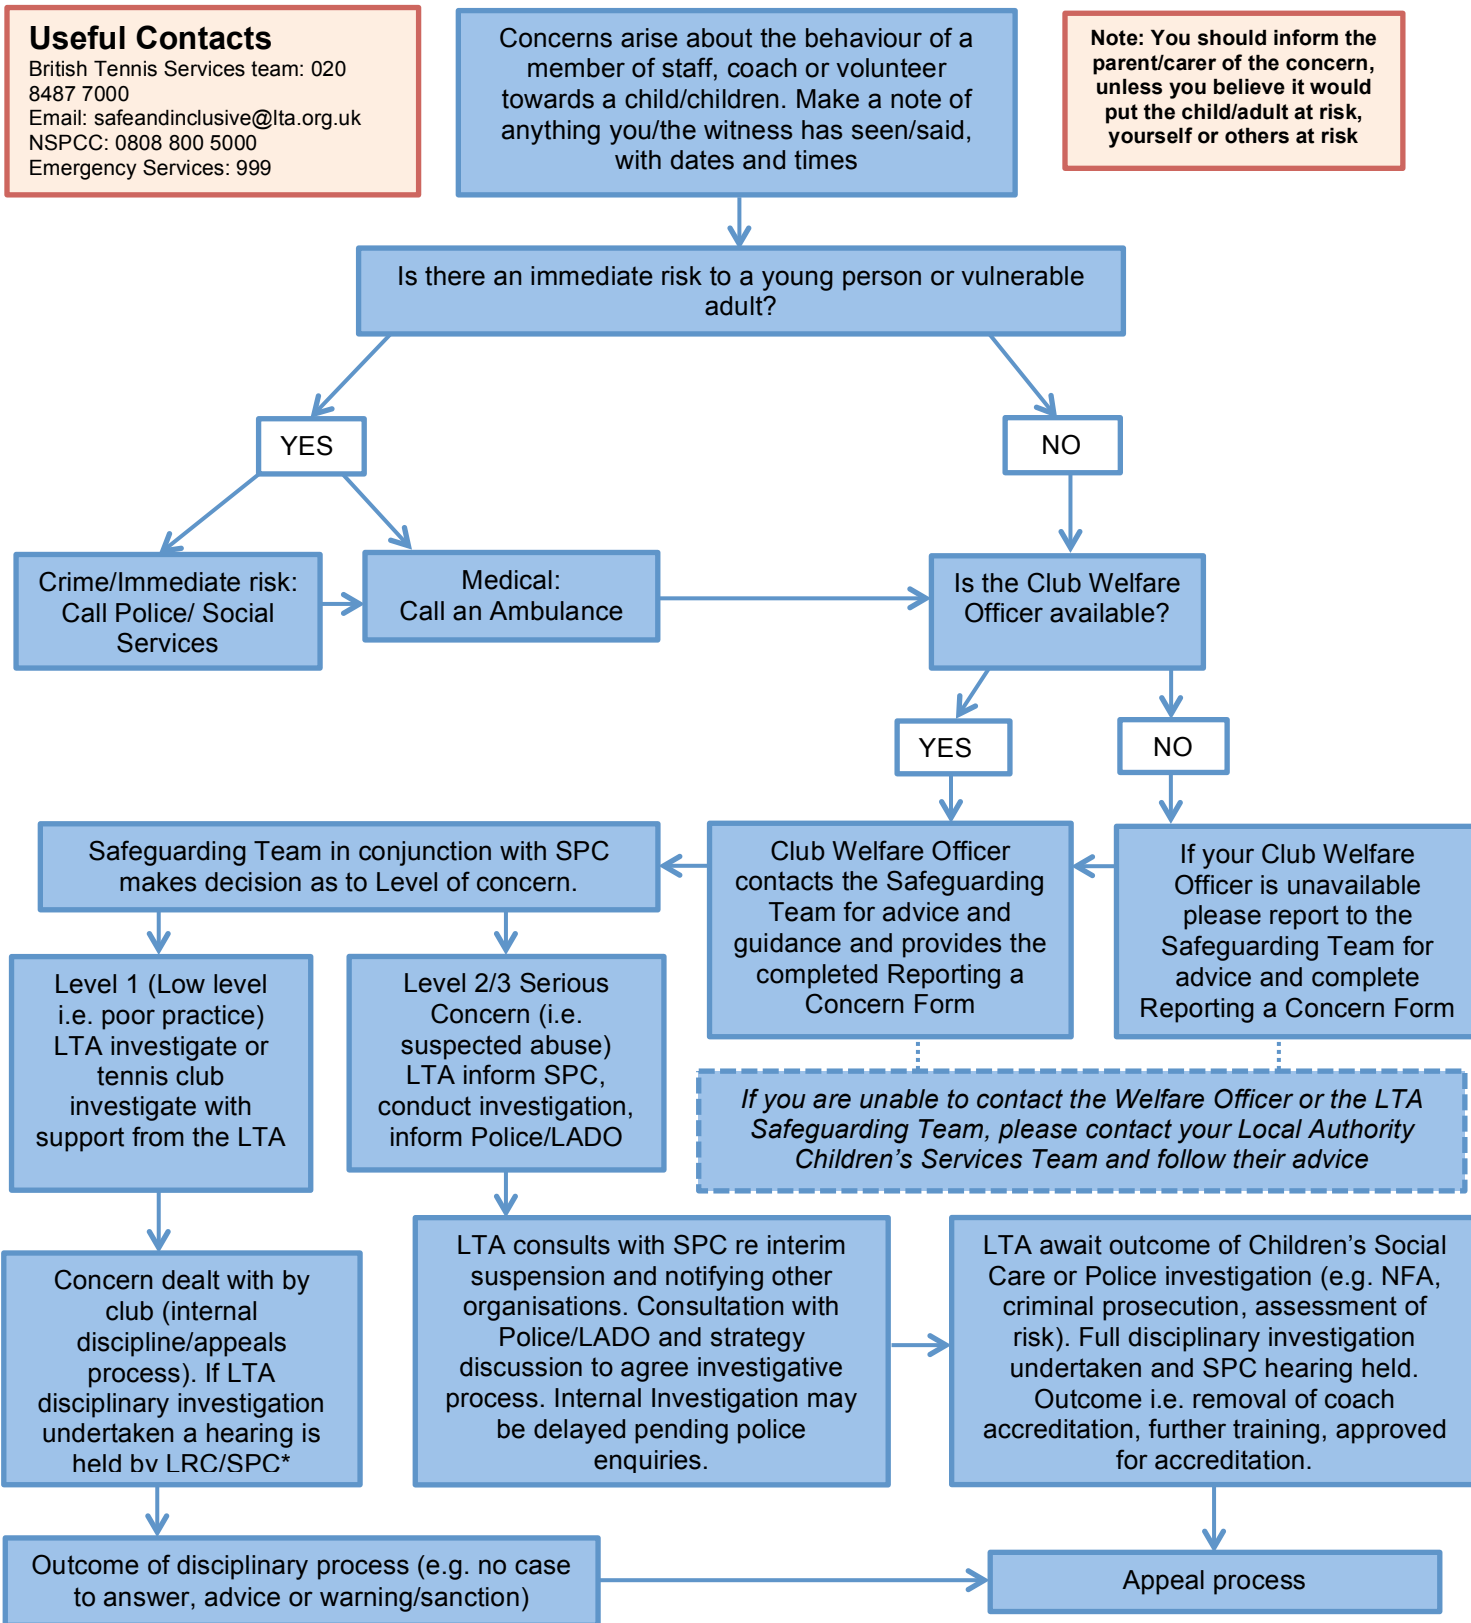 Useful Contacts
British Tennis Services team: 020
8487 7000
Email: safeandinclusive@lta.org.uk
NSPCC: 0808 800 5000
Emergency Services: 999
Concerns arise about the behaviour of a
member of staff, coach or volunteer
towards a child/children. Make a note of
anything you/the witness has seen/said,
with dates and times
Note: You should inform the
parent/carer of the concern,
unless you believe it would
put the child/adult at risk,
yourself or others at risk
Is there an immediate risk to a young person or vulnerable
adult?
YES
NO
Crime/Immediate risk:
Call Police/ Social
Services
Medical:
Call an Ambulance
Is the Club Welfare
Officer available?
YES
NO
Safeguarding Team in conjunction with SPC
makes decision as to Level of concern.
Club Welfare Officer
contacts the Safeguarding
Team for advice and
guidance and provides the
completed Reporting a
Concern Form
If your Club Welfare
Officer is unavailable
please report to the
Safeguarding Team for
advice and complete
Reporting a Concern Form
Level 1 (Low level
i.e. poor practice)
LTA investigate or
tennis club
investigate with
support from the LTA
Level 2/3 Serious
Concern (i.e.
suspected abuse)
LTA inform SPC,
conduct investigation,
inform Police/LADO
If you are unable to contact the Welfare Officer or the LTA
Safeguarding Team, please contact your Local Authority
Children’s Services Team and follow their advice
Concern dealt with by
club (internal
discipline/appeals
process). If LTA
disciplinary investigation
undertaken a hearing is
held by LRC/SPC*
LTA consults with SPC re interim
suspension and notifying other
organisations. Consultation with
Police/LADO and strategy
discussion to agree investigative
process. Internal Investigation may
be delayed pending police
enquiries.
LTA await outcome of Children’s Social
Care or Police investigation (e.g. NFA,
criminal prosecution, assessment of
risk). Full disciplinary investigation
undertaken and SPC hearing held.
Outcome i.e. removal of coach
accreditation, further training, approved
for accreditation.
Outcome of disciplinary process (e.g. no case
to answer, advice or warning/sanction)
Appeal process